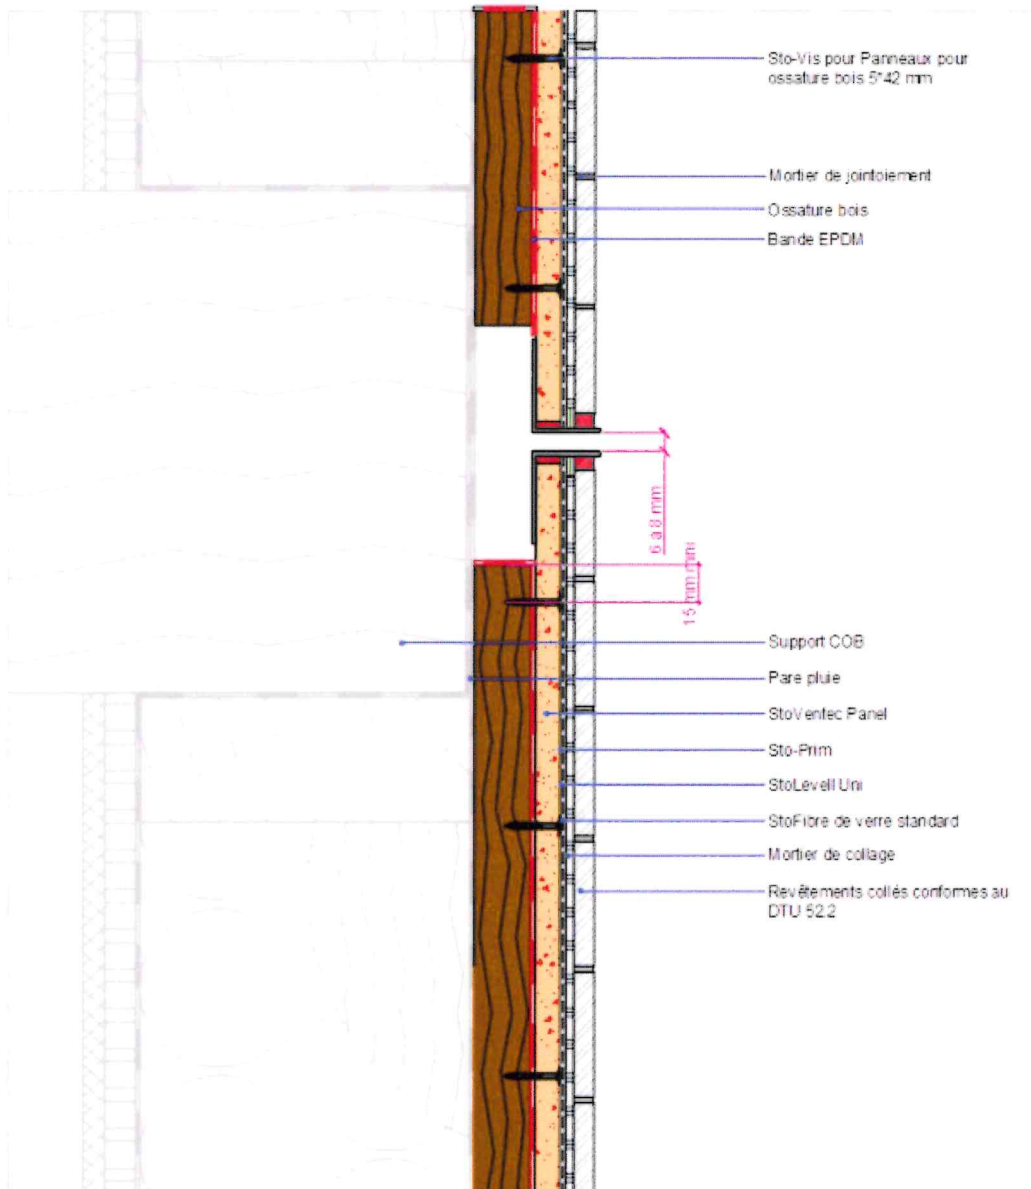 Sto-Vis pour Panneaux pour
ossature bois 5*42 mm
Mortier de jointoiement
Ossature bois
Bande EPDM
6 à 8 mm
15 mm mini
Support COB
Pare pluie
StoVentec Panel
Sto-Prim
StoLevell Uni
StoFibre de verre standard
Mortier de collage
Revêtements collés conformes au
DTU 52.2